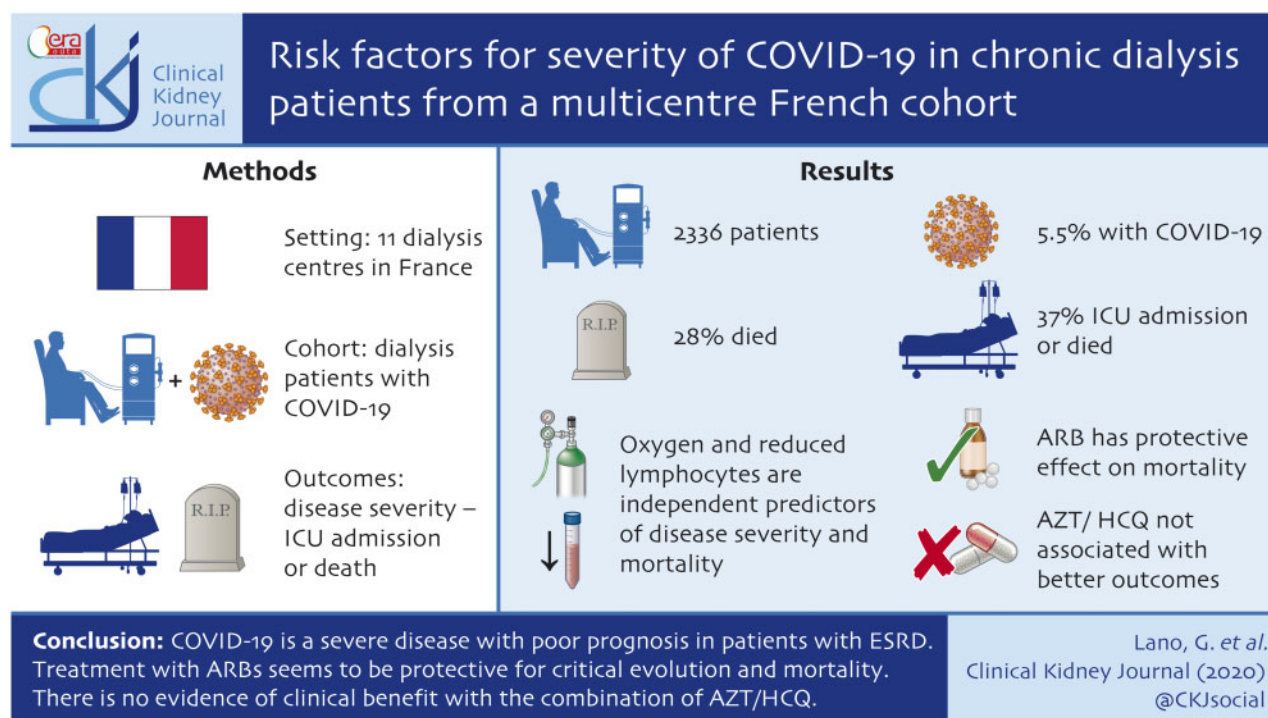 era
edta
ckj
Clinical
Kidney
Journal
Risk factors for severity of COVID-19 in chronic dialysis
patients from a multicentre French cohort
Methods
Setting: 11 dialysis
centres in France
+
Cohort: dialysis
patients with
COVID-19
R.I.P.
Outcomes:
disease severity –
ICU admission
or death
Results
2336 patients
5.5% with COVID-19
R.I.P.
28% died
37% ICU admission
or died
Oxygen and reduced
lymphocytes are
independent predictors
of disease severity and
mortality
ARB has protective
effect on mortality
AZT/ HCQ not
associated with
better outcomes
Conclusion: COVID-19 is a severe disease with poor prognosis in patients with ESRD.
Treatment with ARBs seems to be protective for critical evolution and mortality.
There is no evidence of clinical benefit with the combination of AZT/HCQ.
Lano, G. et al.
Clinical Kidney Journal (2020)
@CKJsocial